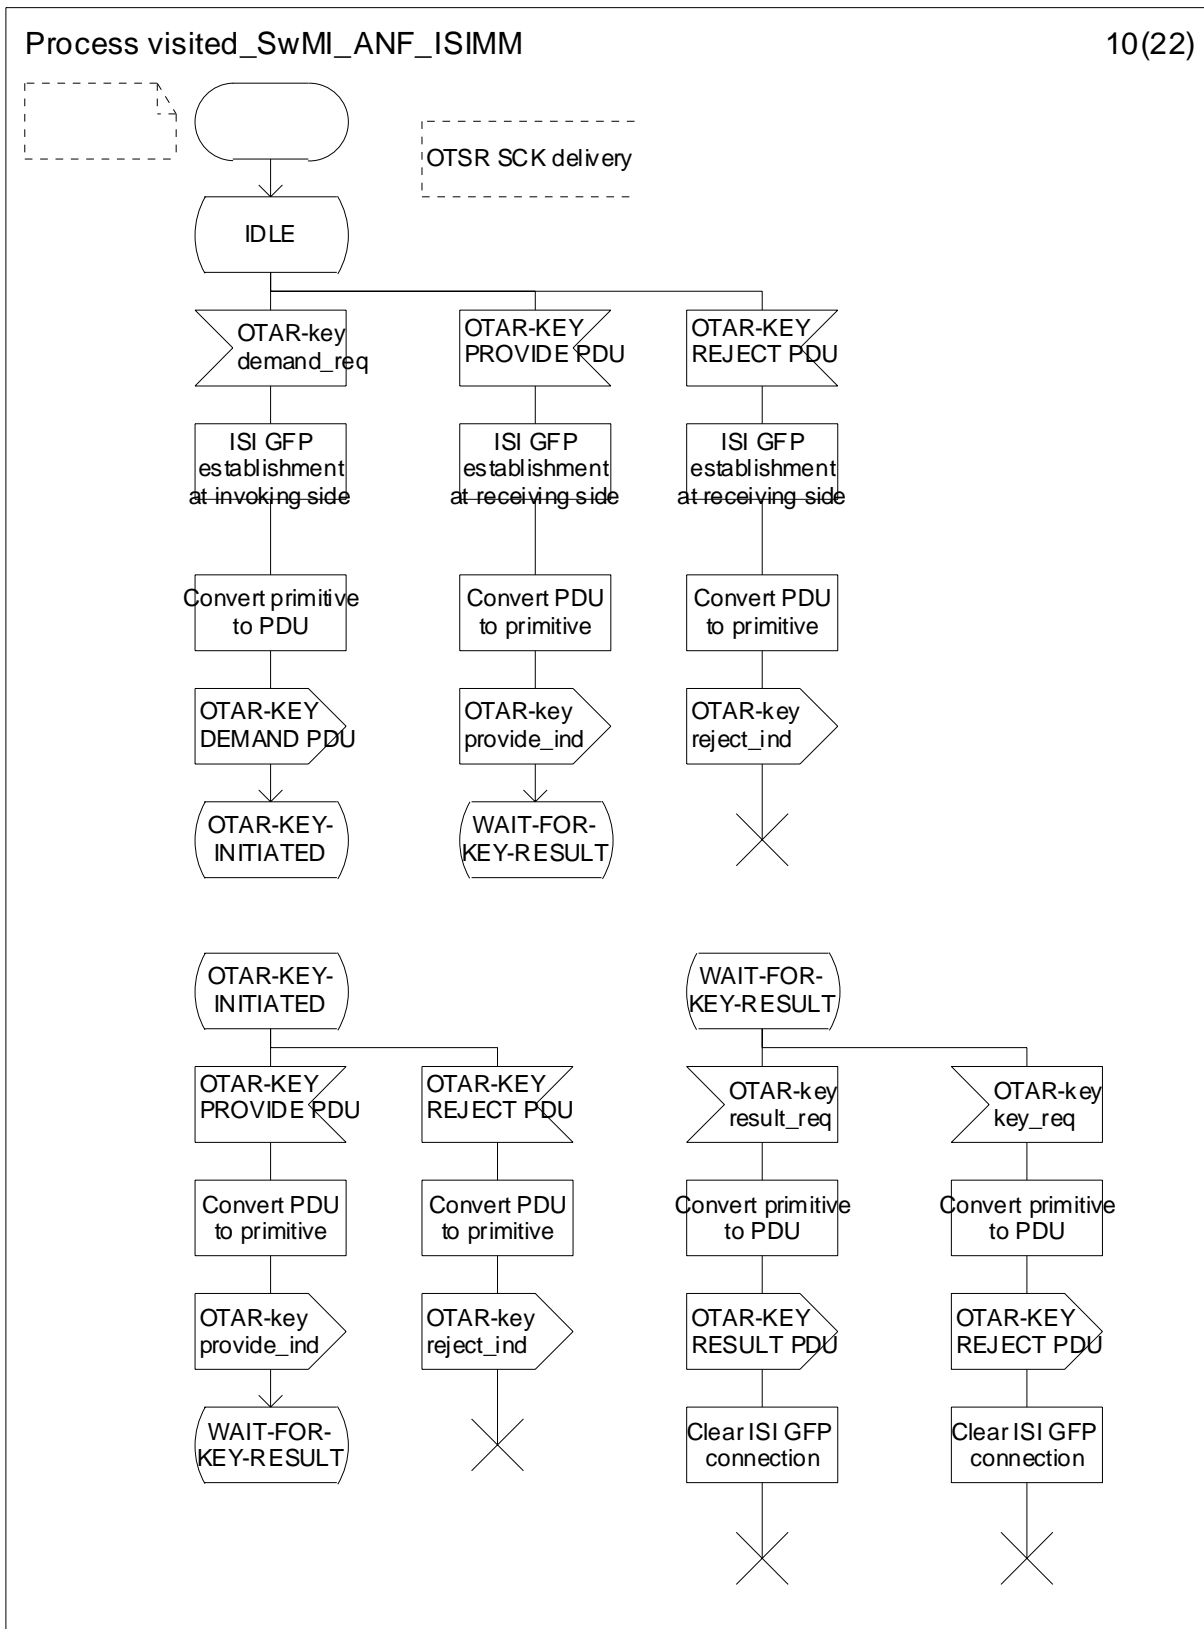 Process visited_SwMI_ANF_ISIMM
10(22)
OTSR SCK delivery
IDLE
OTAR-key
demand_req
OTAR-KEY
PROVIDE PDU
OTAR-KEY
REJECT PDU
ISI GFP
establishment
at invoking side
ISI GFP
establishment
at receiving side
ISI GFP
establishment
at receiving side
Convert primitive
to PDU
Convert PDU
to primitive
Convert PDU
to primitive
OTAR-KEY
DEMAND PDU
OTAR-key
provide_ind
OTAR-key
reject_ind
OTAR-KEY-
INITIATED
WAIT-FOR-
KEY-RESULT
OTAR-KEY-
INITIATED
WAIT-FOR-
KEY-RESULT
OTAR-KEY
PROVIDE PDU
OTAR-KEY
REJECT PDU
OTAR-key
result_req
OTAR-key
key_req
Convert PDU
to primitive
Convert PDU
to primitive
Convert primitive
to PDU
Convert primitive
to PDU
OTAR-key
provide_ind
OTAR-key
reject_ind
OTAR-KEY
RESULT PDU
OTAR-KEY
REJECT PDU
WAIT-FOR-
KEY-RESULT
Clear ISI GFP
connection
Clear ISI GFP
connection